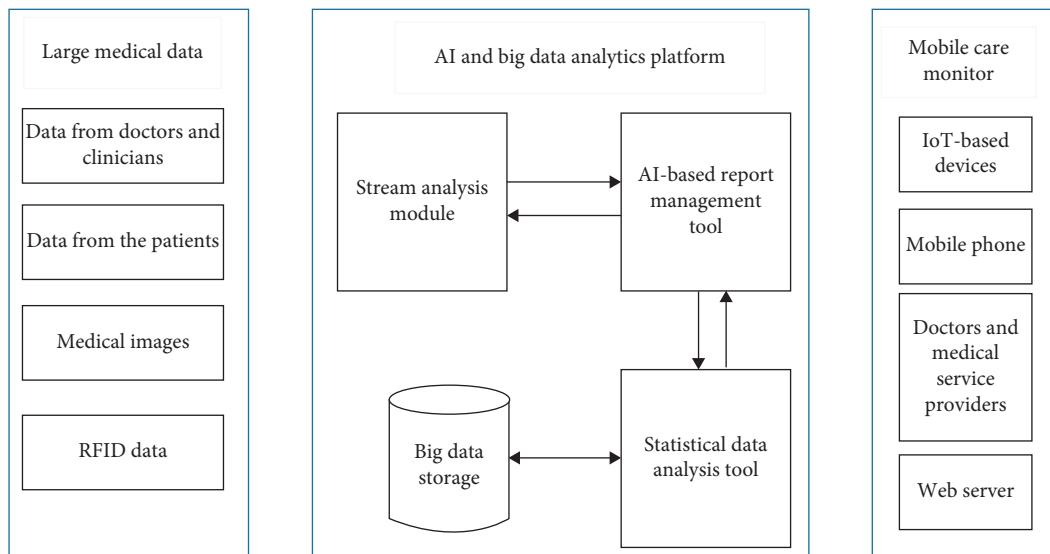 Large medical data
Data from doctors and
clinicians
Data from the patients
Medical images
RFID data
AI and big data analytics platform
Stream analysis
module
AI-based report
management
tool
Big data
storage
Statistical data
analysis tool
Mobile care
monitor
IoT-based
devices
Mobile phone
Doctors and
medical
service
providers
Web server